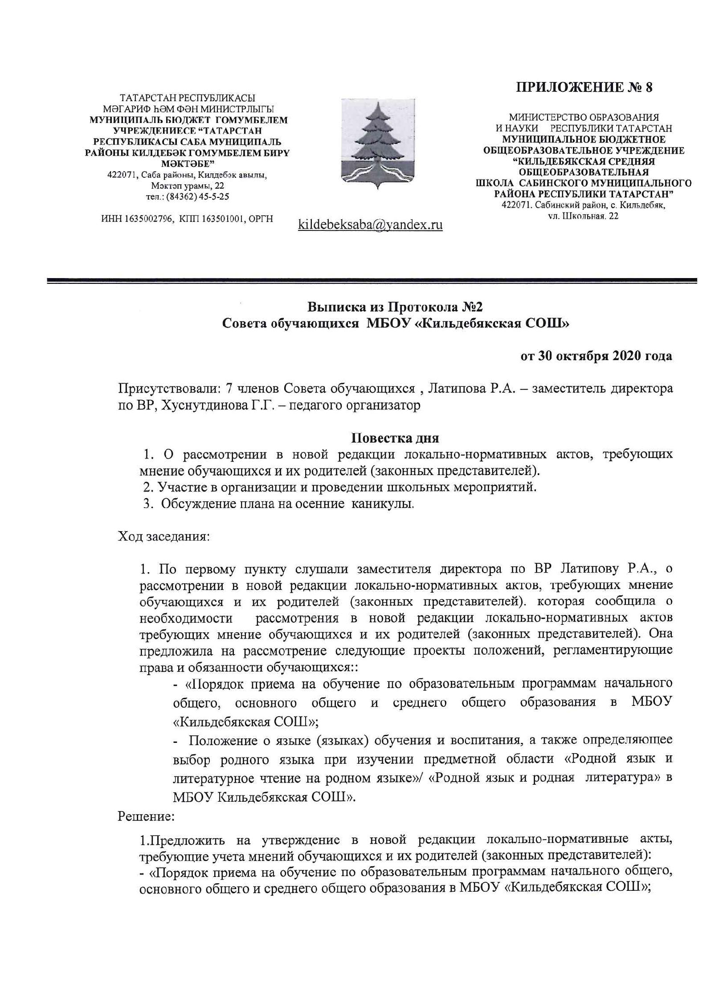 ПРИЛОЖЕНИЕ № 8
ТАТАРСТАН РЕСПУБЛИКАСЫ
МӘГАРИФ ҺӘМ ФӘН МИНИСТРЛЫГЫ
МУНИЦИПАЛЬ БЮДЖЕТ ГОМУМБЕЛЕМ
УЧРЕЖДЕНИЕСЕ “ТАТАРСТАН
РЕСПУБЛИКАСЫ САБА МУНИЦИПАЛЬ
РАЙОНЫ КИЛДЕБӘК ГОМУМБЕЛЕМ БИРҮ
МӘКТӘБЕ”
422071, Саба районы, Килдебәк авылы,
Мәктәп урамы, 22
тел.: (84362) 45-5-25
ИНН 1635002796, КПП 163501001, ОРГН
kildebeksaba@yandex.ru
МИНИСТЕРСТВО ОБРАЗОВАНИЯ
И НАУКИ РЕСПУБЛИКИ ТАТАРСТАН
МУНИЦИПАЛЬНОЕ БЮДЖЕТНОЕ
ОБЩЕОБРАЗОВАТЕЛЬНОЕ УЧРЕЖДЕНИЕ
“КИЛЬДЕБЯКСКАЯ СРЕДНЯЯ
ОБЩЕОБРАЗОВАТЕЛЬНАЯ
ШКОЛА САБИНСКОГО МУНИЦИПАЛЬНОГО
РАЙОНА РЕСПУБЛИКИ ТАТАРСТАН”
422071. Сабинский район, с. Кильдебяк,
ул. Школьная. 22
Выписка из Протокола №2
Совета обучающихся МБОУ «Кильдебякская СОШ»
от 30 октября 2020 года
Присутствовали: 7 членов Совета обучающихся , Латипова Р.А. – заместитель директора
по ВР, Хуснутдинова Г.Г. – педагого организатор
Повестка дня
1. О рассмотрении в новой редакции локально-нормативных актов, требующих
мнение обучающихся и их родителей (законных представителей).
2. Участие в организации и проведении школьных мероприятий.
3. Обсуждение плана на осенние каникулы.
Ход заседания:
1. По первому пункту слушали заместителя директора по ВР Латипову Р.А., о
рассмотрении в новой редакции локально-нормативных актов, требующих мнение
обучающихся и их родителей (законных представителей). которая сообщила о
необходимости рассмотрения в новой редакции локально-нормативных актов
требующих мнение обучающихся и их родителей (законных представителей). Она
предложила на рассмотрение следующие проекты положений, регламентирующие
права и обязанности обучающихся::
- «Порядок приема на обучение по образовательным программам начального
общего, основного общего и среднего общего образования в МБОУ
«Кильдебякская СОШ»;
- Положение о языке (языках) обучения и воспитания, а также определяющее
выбор родного языка при изучении предметной области «Родной язык и
литературное чтение на родном языке»/ «Родной язык и родная литература» в
МБОУ Кильдебякская СОШ».
Решение:
1.Предложить на утверждение в новой редакции локально-нормативные акты,
требующие учета мнений обучающихся и их родителей (законных представителей):
- «Порядок приема на обучение по образовательным программам начального общего,
основного общего и среднего общего образования в МБОУ «Кильдебякская СОШ»;